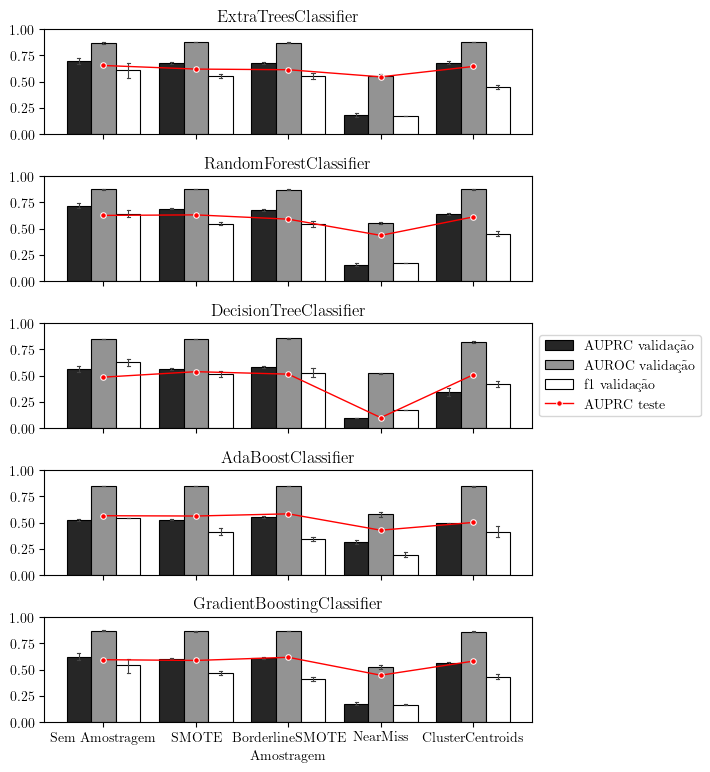 ExtraTreesClassifier
1.00
0.75
0.50
0.25
0.00
RandomForestClassifier
1.00
0.75
0.50
0.25
0.00
DecisionTreeClassifier
1.00
0.75
0.50
0.25
0.00
AUPRC validação
AUROC validação
f1 validação
AUPRC teste
AdaBoostClassifier
1.00
0.75
0.50
0.25
0.00
GradientBoostingClassifier
1.00
0.75
0.50
0.25
0.00
Sem Amostragem SMOTE BorderlineSMOTE NearMiss ClusterCentroids
Amostragem